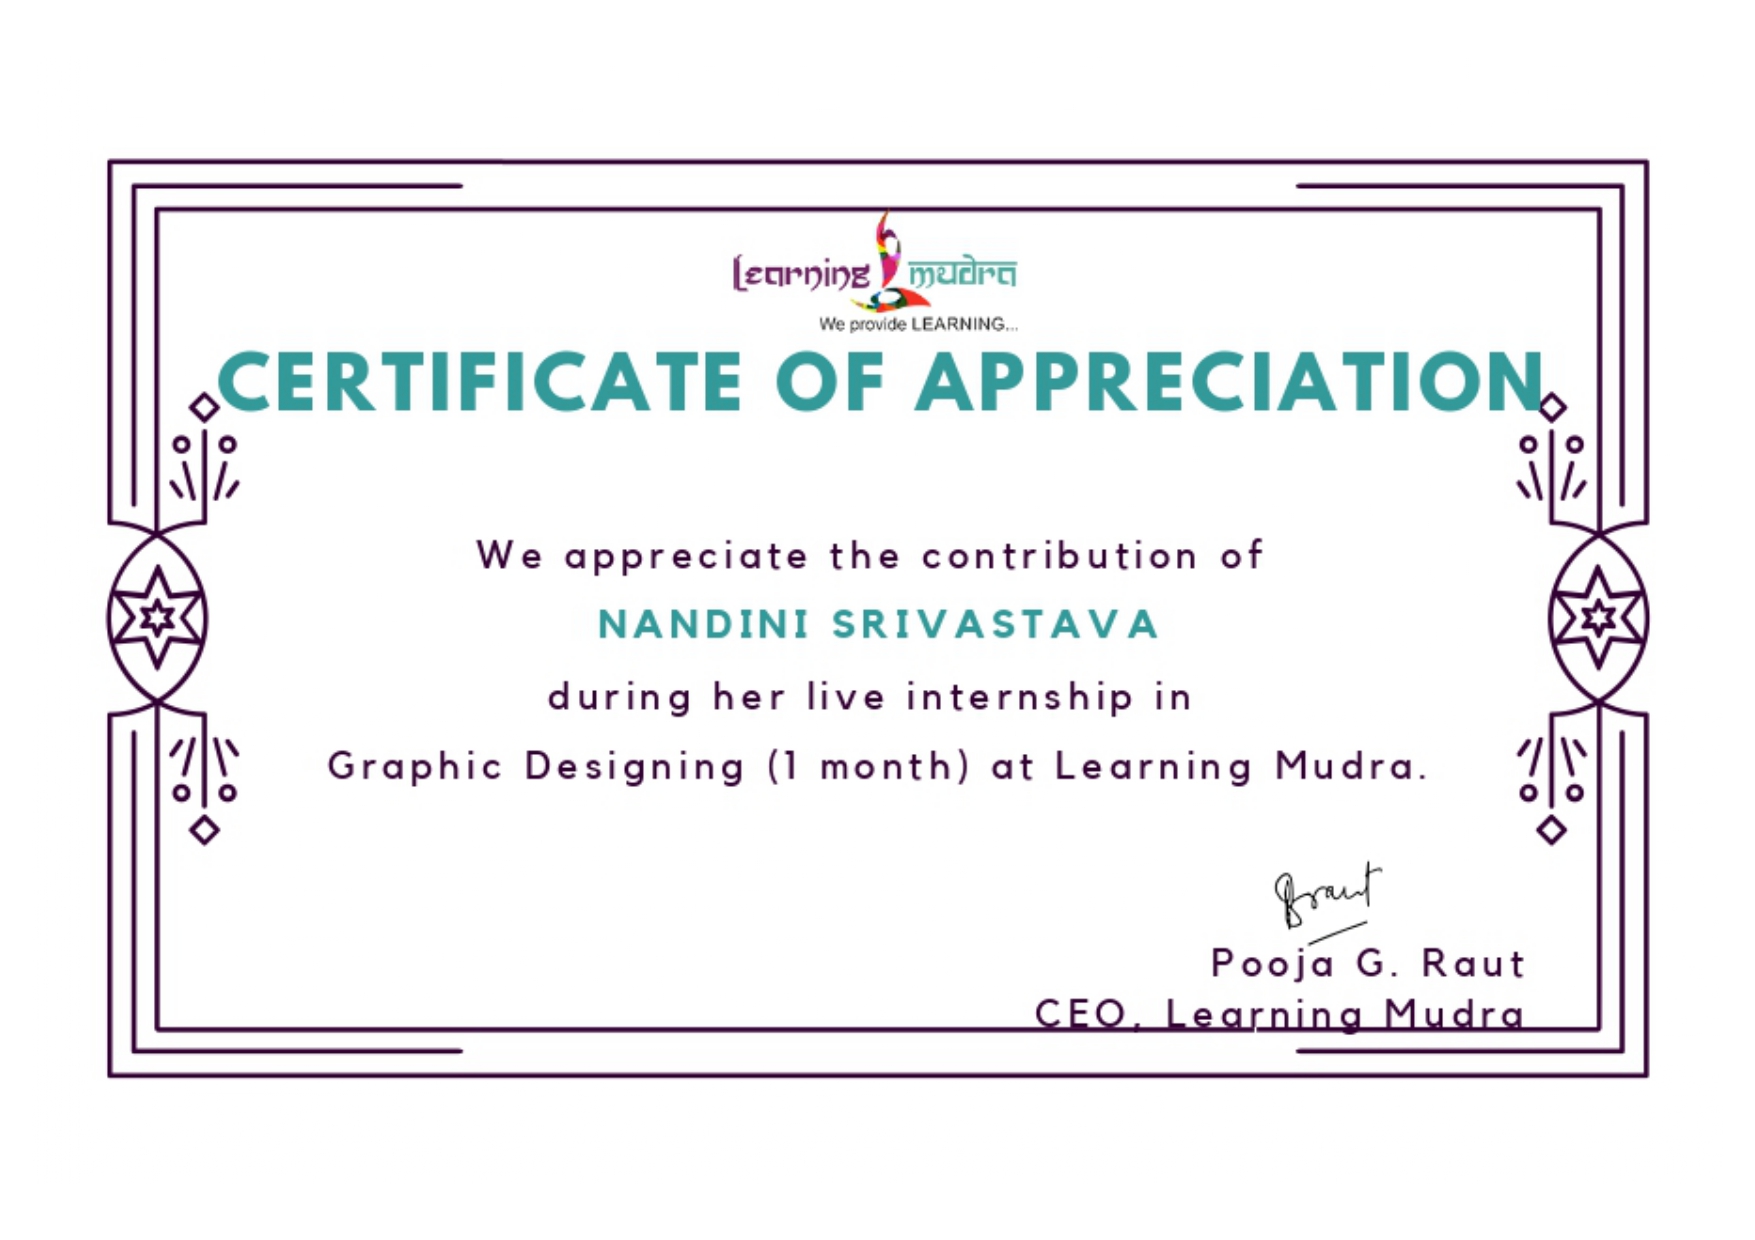 Learning mudra
We provide LEARNING...
CERTIFICATE OF APPRECIATION
We appreciate the contribution of
NANDINI SRIVASTAVA
during her live internship in
Graphic Designing (1 month) at Learning Mudra.
Praut
Pooja G. Raut
CEO, Learning Mudra